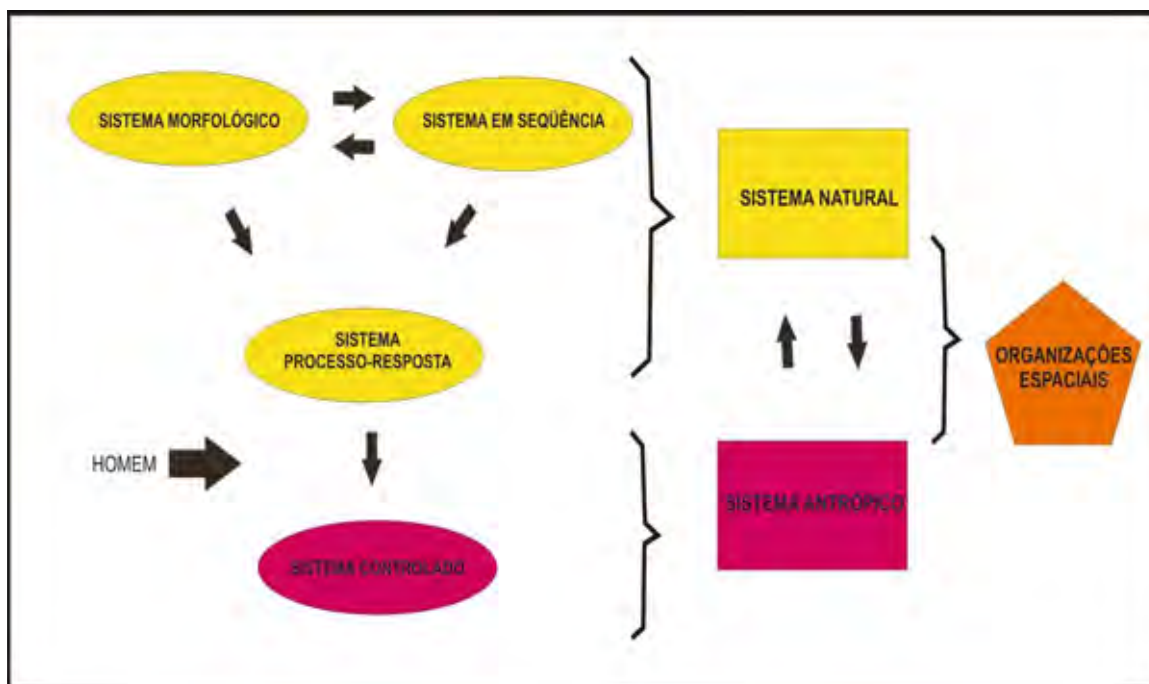 SISTEMA MORFOLÓGICO
SISTEMA EM SEQÜÊNCIA
SISTEMA NATURAL
SISTEMA
PROCESSO-RESPOSTA
ORGANIZAÇÕES
ESPACIAIS
HOMEM
SISTEMA ANTRÓPICO
SISTEMA CONTROLADO